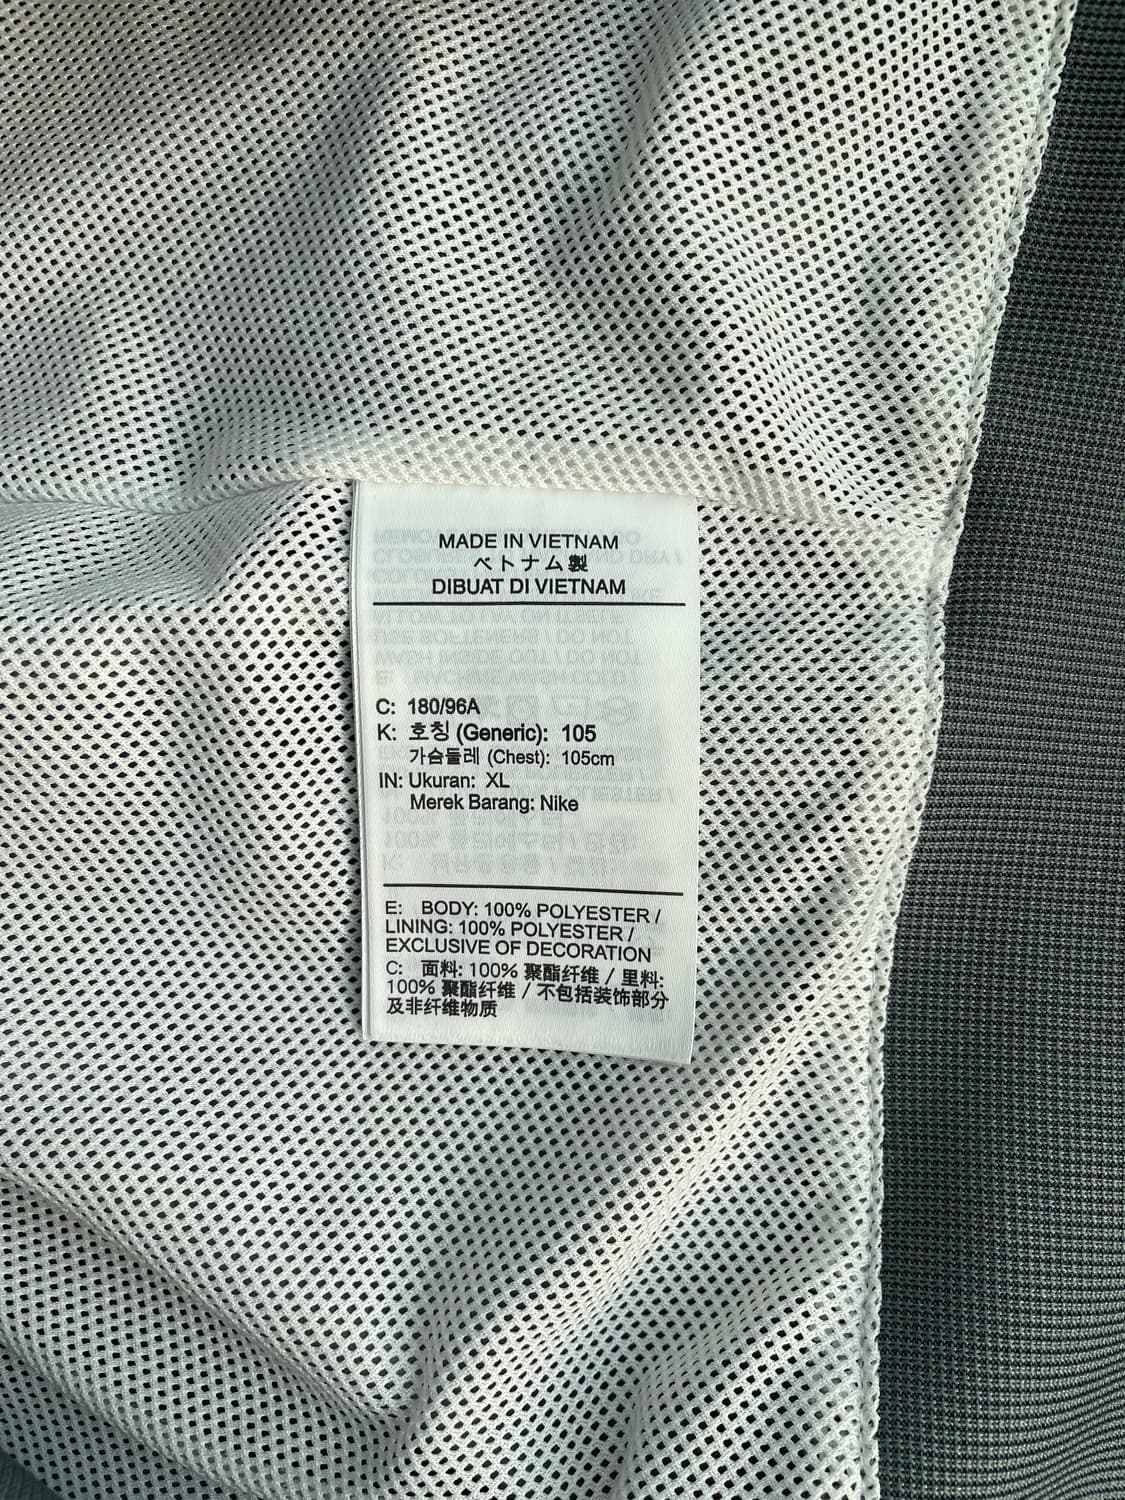 MADE IN VIETNAM
ベトナム製
DIBUAT DI VIETNAM
C: 180/96A
K: 호칭 (Generic): 105
가슴둘레 (Chest): 105cm
IN: Ukuran: XL
Merek Barang: Nike
E: BODY: 100% POLYESTER /
LINING: 100% POLYESTER /
EXCLUSIVE OF DECORATION
C: 面料: 100% 聚酯纤维 / 里料:
100% 聚酯纤维 / 不包括装饰部分
及非纤维物质